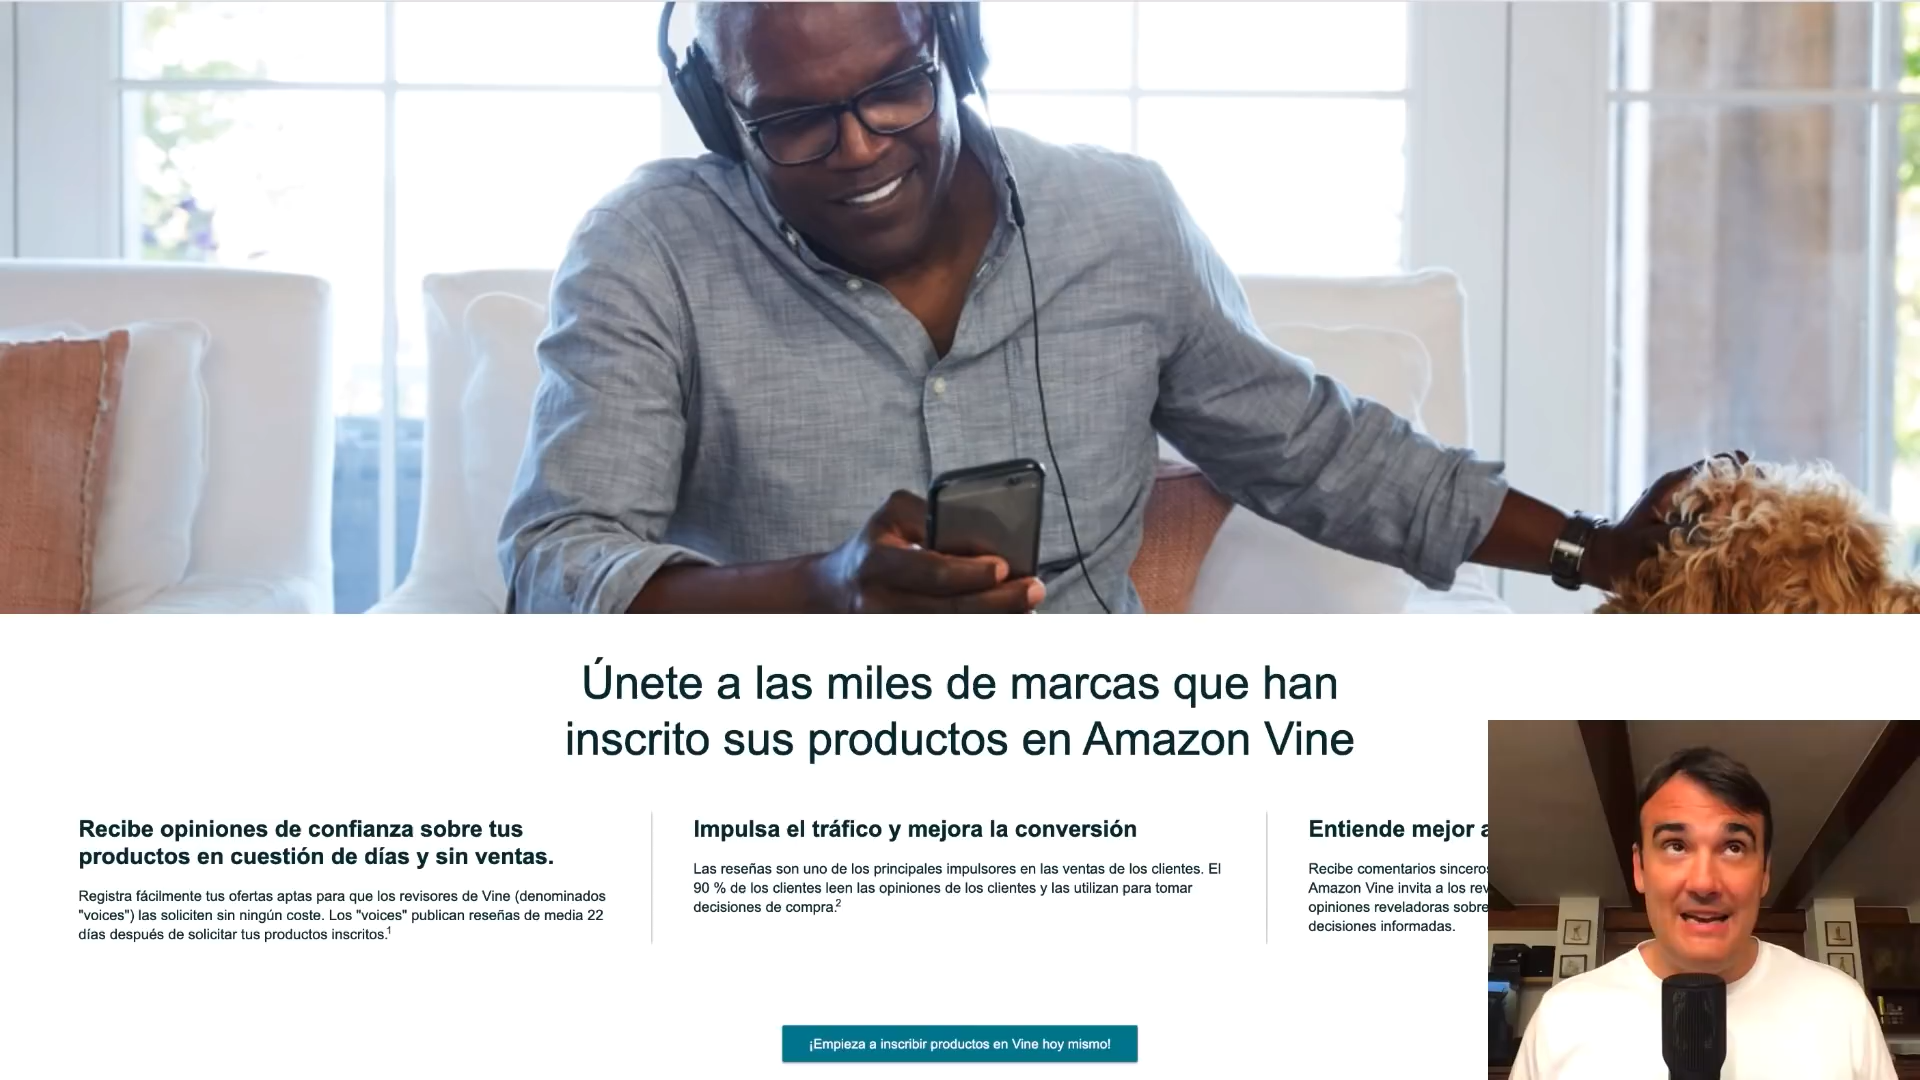 Únete a las miles de marcas que han
inscrito sus productos en Amazon Vine
Recibe opiniones de confianza sobre tus
productos en cuestión de días y sin ventas.
Registra fácilmente tus ofertas aptas para que los revisores de Vine (denominados
"voices") las soliciten sin ningún coste. Los "voices" publican reseñas de media 22
días después de solicitar tus productos inscritos.1
Impulsa el tráfico y mejora la conversión
Las reseñas son uno de los principales impulsores en las ventas de los clientes. El
90 % de los clientes leen las opiniones de los clientes y las utilizan para tomar
decisiones de compra.2
Entiende mejor
Recibe comentarios sinceros
Amazon Vine invita a los
opiniones reveladoras sobre
decisiones informadas.
¡Empieza a inscribir productos en Vine hoy mismo!